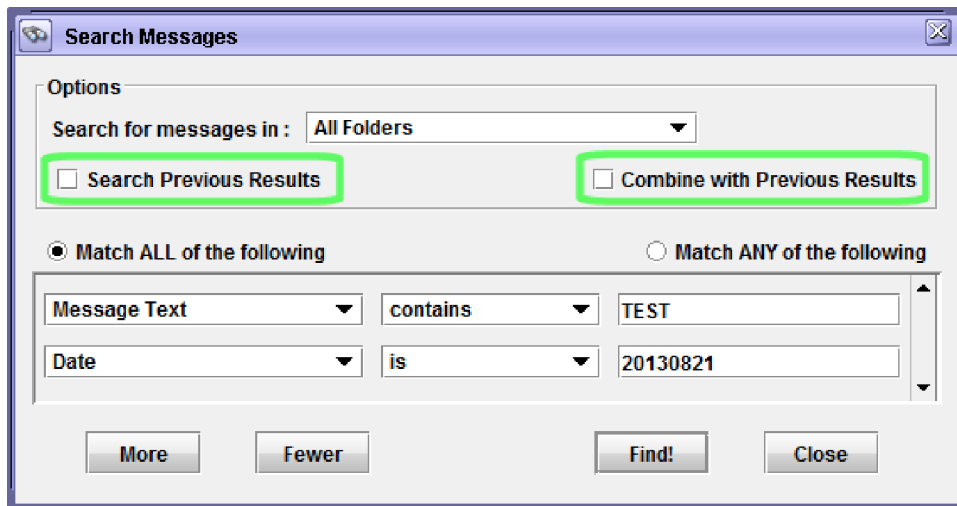 Search Messages
Options
Search for messages in : All Folders
Search Previous Results Combine with Previous Results
Match ALL of the following Match ANY of the following
Message Text contains TEST
Date is 20130821
More Fewer Find! Close